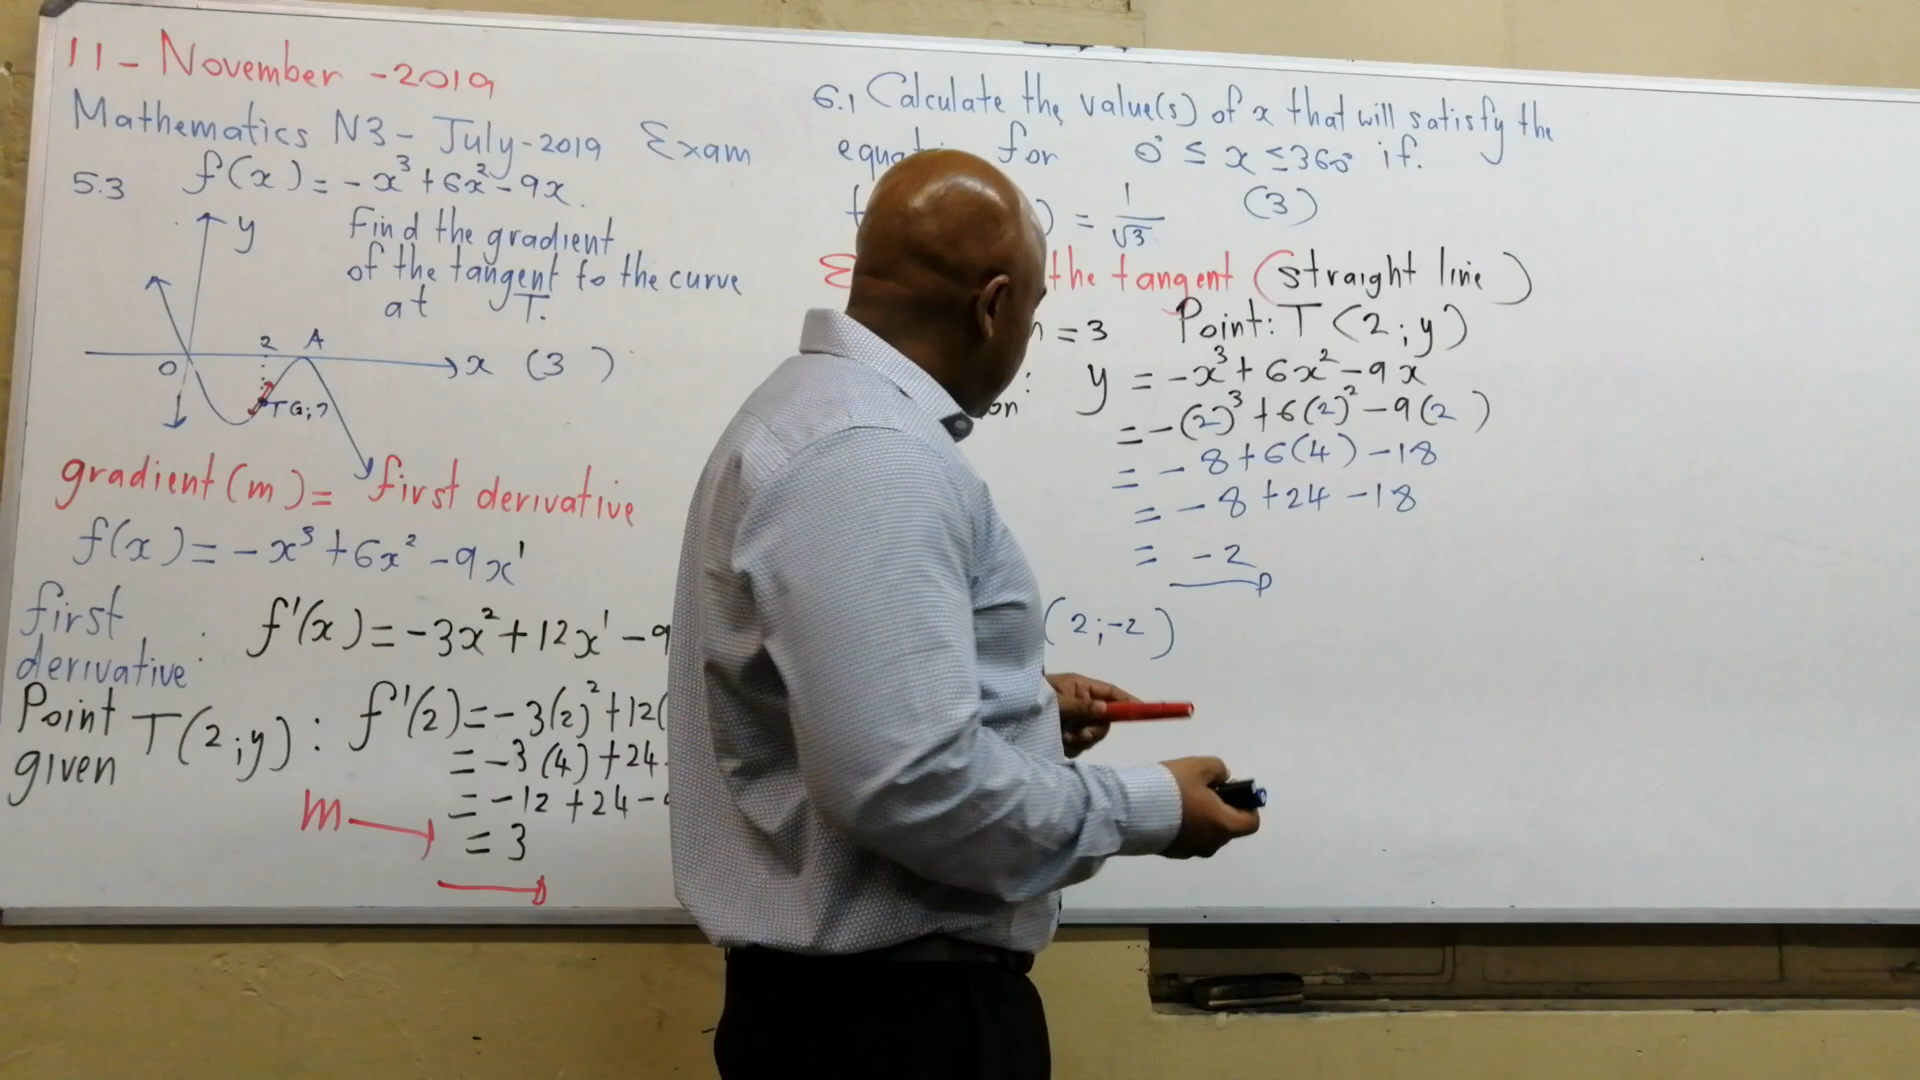 11 - November - 2019
Mathematics N3 - July - 2019 Exam
5.3 f(x) = -x³ + 6x² - 9x.
y
Find the gradient
of the tangent to the curve
at T.
2 A
O x (3)
T(2;?)
gradient (m) = first derivative
f(x) = -x³ + 6x² - 9x¹
first
derivative : f'(x) = -3x² + 12x¹ - 9
Point
given T(2;y) : f'(2) = -3(2)² + 12(
= -3(4) + 24
= -12 + 24 -
m = 3
6.1 Calculate the value(s) of x that will satisfy the
for 0° ≤ x ≤ 360° if.
) = 1/√3 (3)
the tangent (straight line)
= 3 Point: T(2;y)
: y = -x³ + 6x² - 9x
= -(2)³ + 6(2)² - 9(2)
= -8 + 6(4) - 18
= -8 + 24 - 18
= -2
(2;-2)